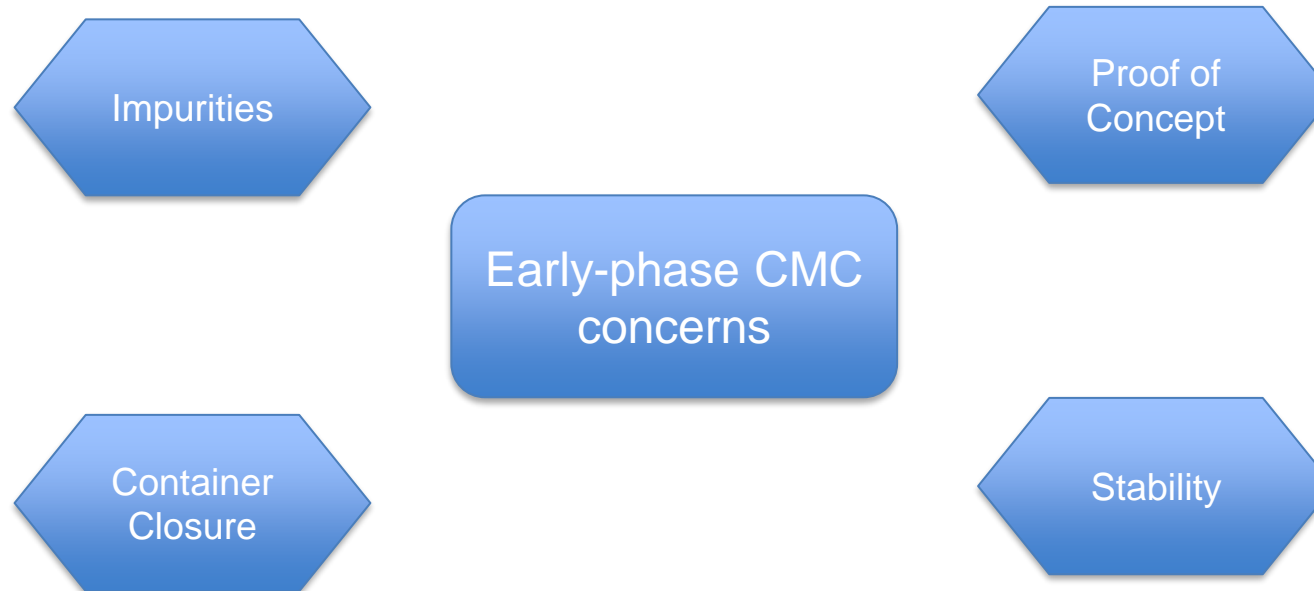 Impurities
Proof of
Concept
Early-phase CMC
concerns
Container
Closure
Stability